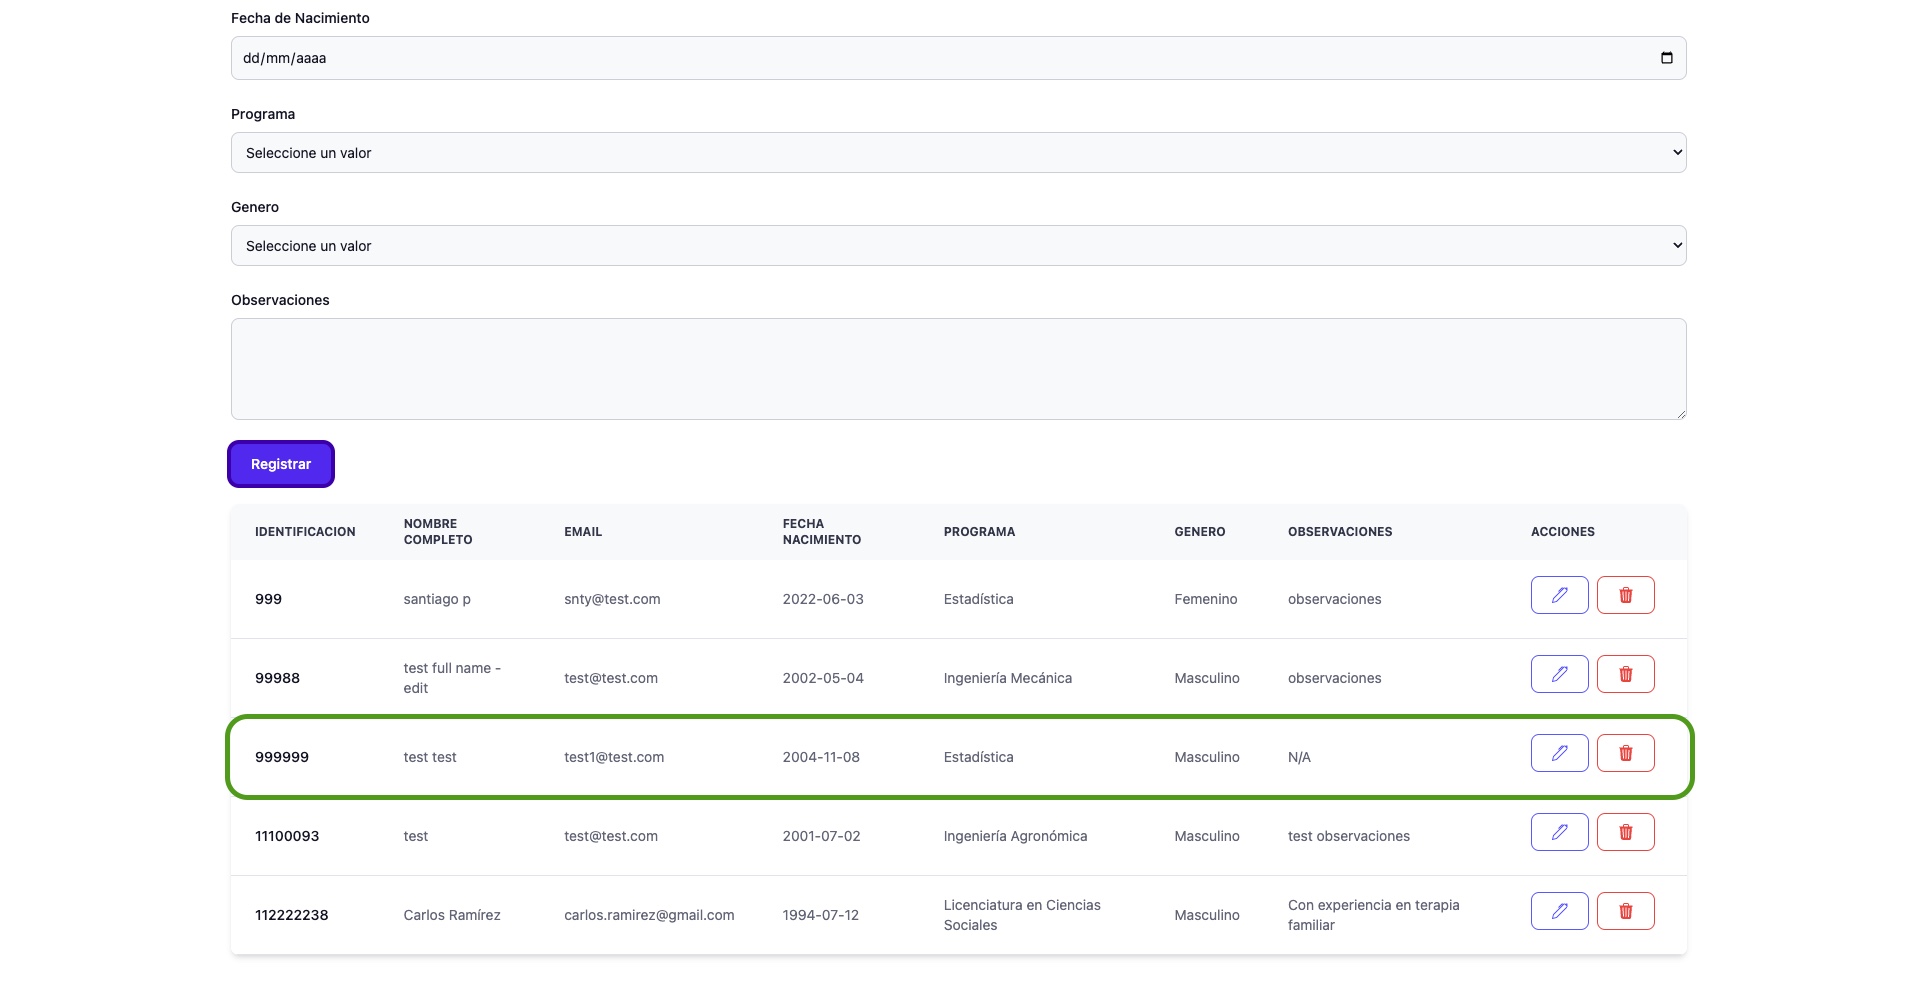 Fecha de Nacimiento
dd/mm/aaaa
Programa
Seleccione un valor
Genero
Seleccione un valor
Observaciones
Registrar
IDENTIFICACION NOMBRE COMPLETO EMAIL FECHA NACIMIENTO PROGRAMA GENERO OBSERVACIONES ACCIONES
999 santiago p snty@test.com 2022-06-03 Estadística Femenino observaciones
99988 test full name - edit test@test.com 2002-05-04 Ingeniería Mecánica Masculino observaciones
999999 test test test1@test.com 2004-11-08 Estadística Masculino N/A
11100093 test test@test.com 2001-07-02 Ingeniería Agronómica Masculino test observaciones
112222238 Carlos Ramírez carlos.ramirez@gmail.com 1994-07-12 Licenciatura en Ciencias Sociales Masculino Con experiencia en terapia familiar